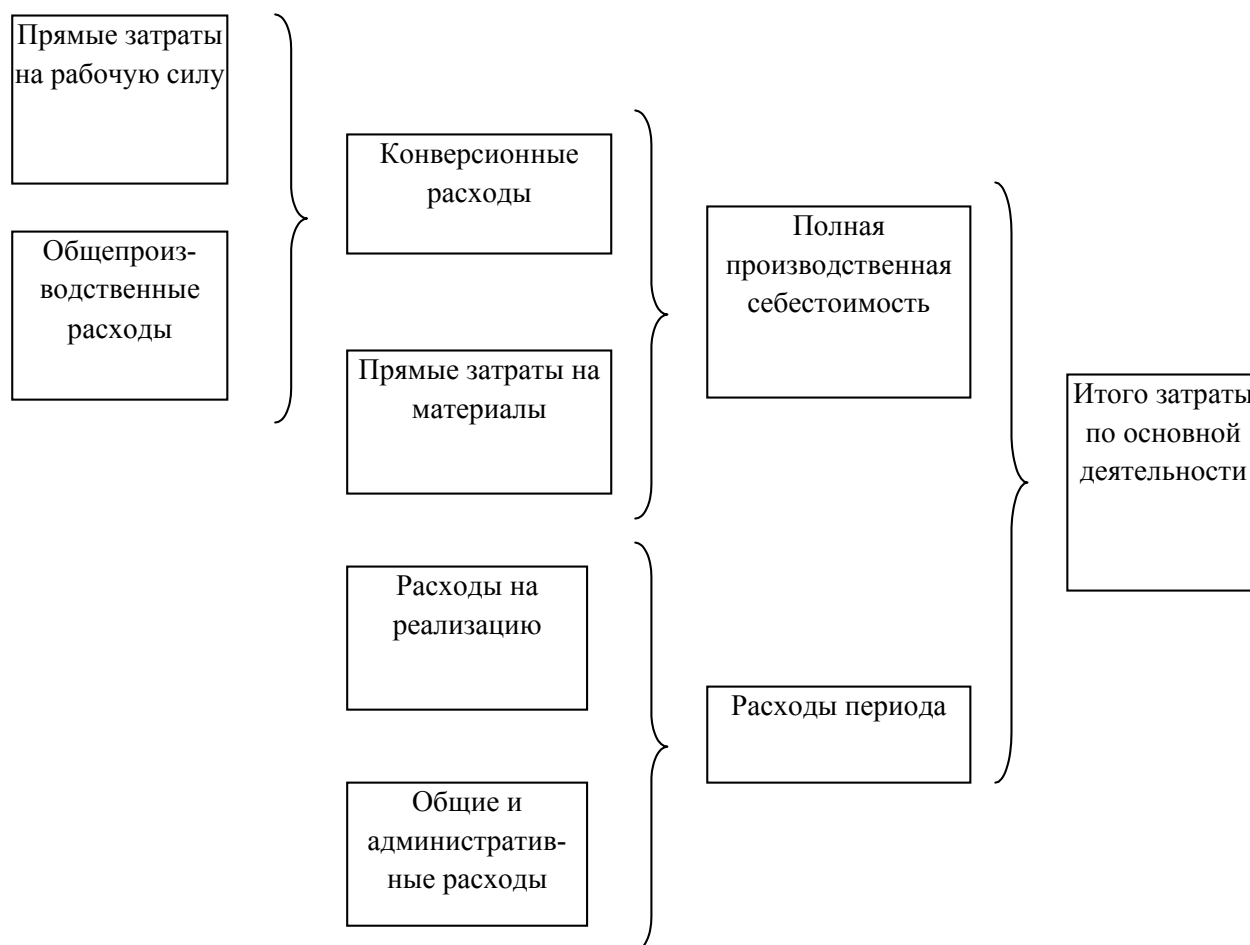 Прямые затраты
на рабочую силу
Общепроиз-
водственные
расходы
Конверсионные
расходы
Прямые затраты на
материалы
Расходы на
реализацию
Общие и
административ-
ные расходы
Полная
производственная
себестоимость
Расходы периода
Итого затраты
по основной
деятельности